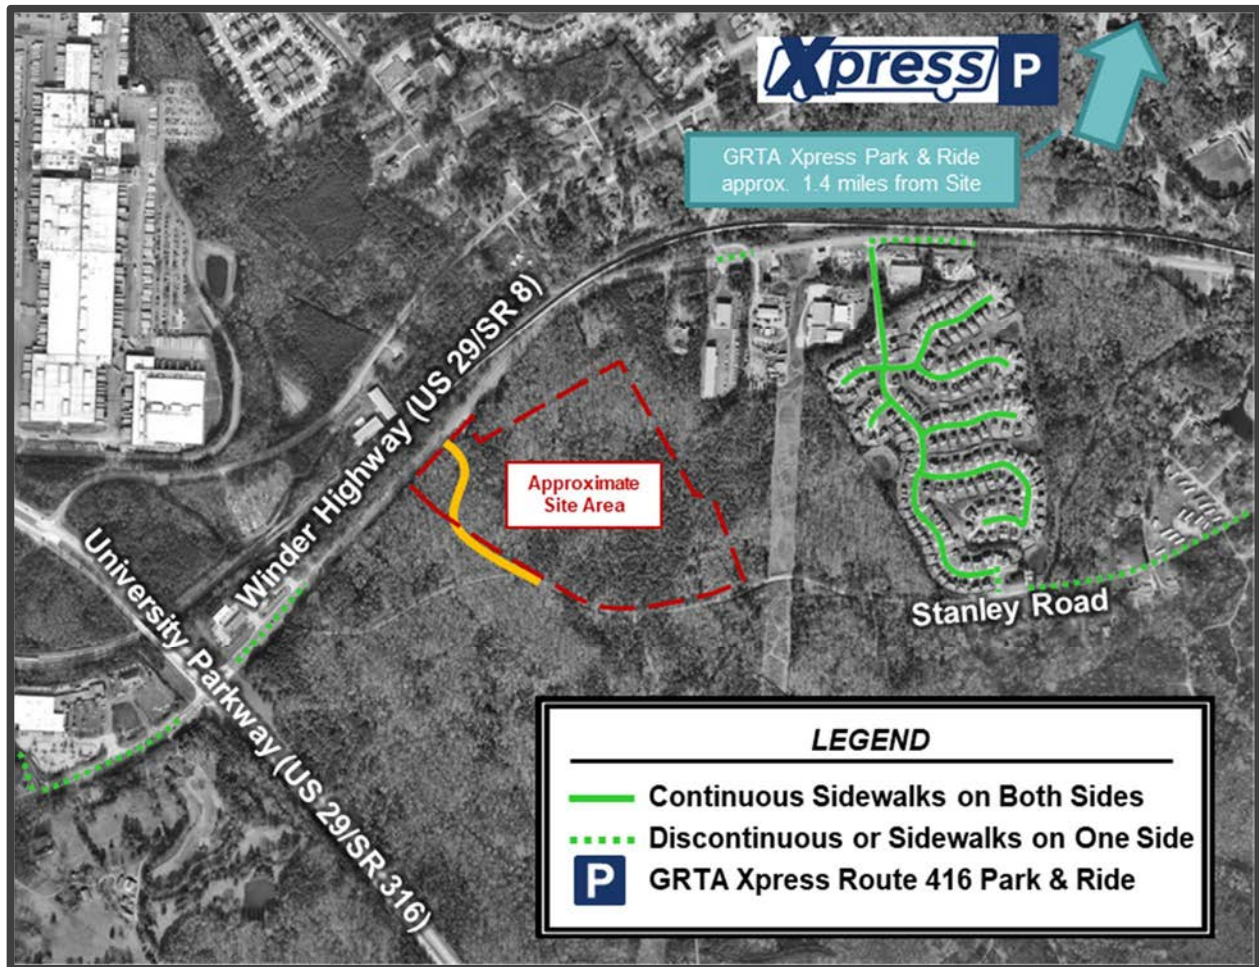 Xpress P
GRTA Xpress Park & Ride
approx. 1.4 miles from Site
Winder Highway (US 29/SR 8)
Approximate
Site Area
University Parkway (US 29/SR 316)
Stanley Road
LEGEND
Continuous Sidewalks on Both Sides
Discontinuous or Sidewalks on One Side
P GRTA Xpress Route 416 Park & Ride